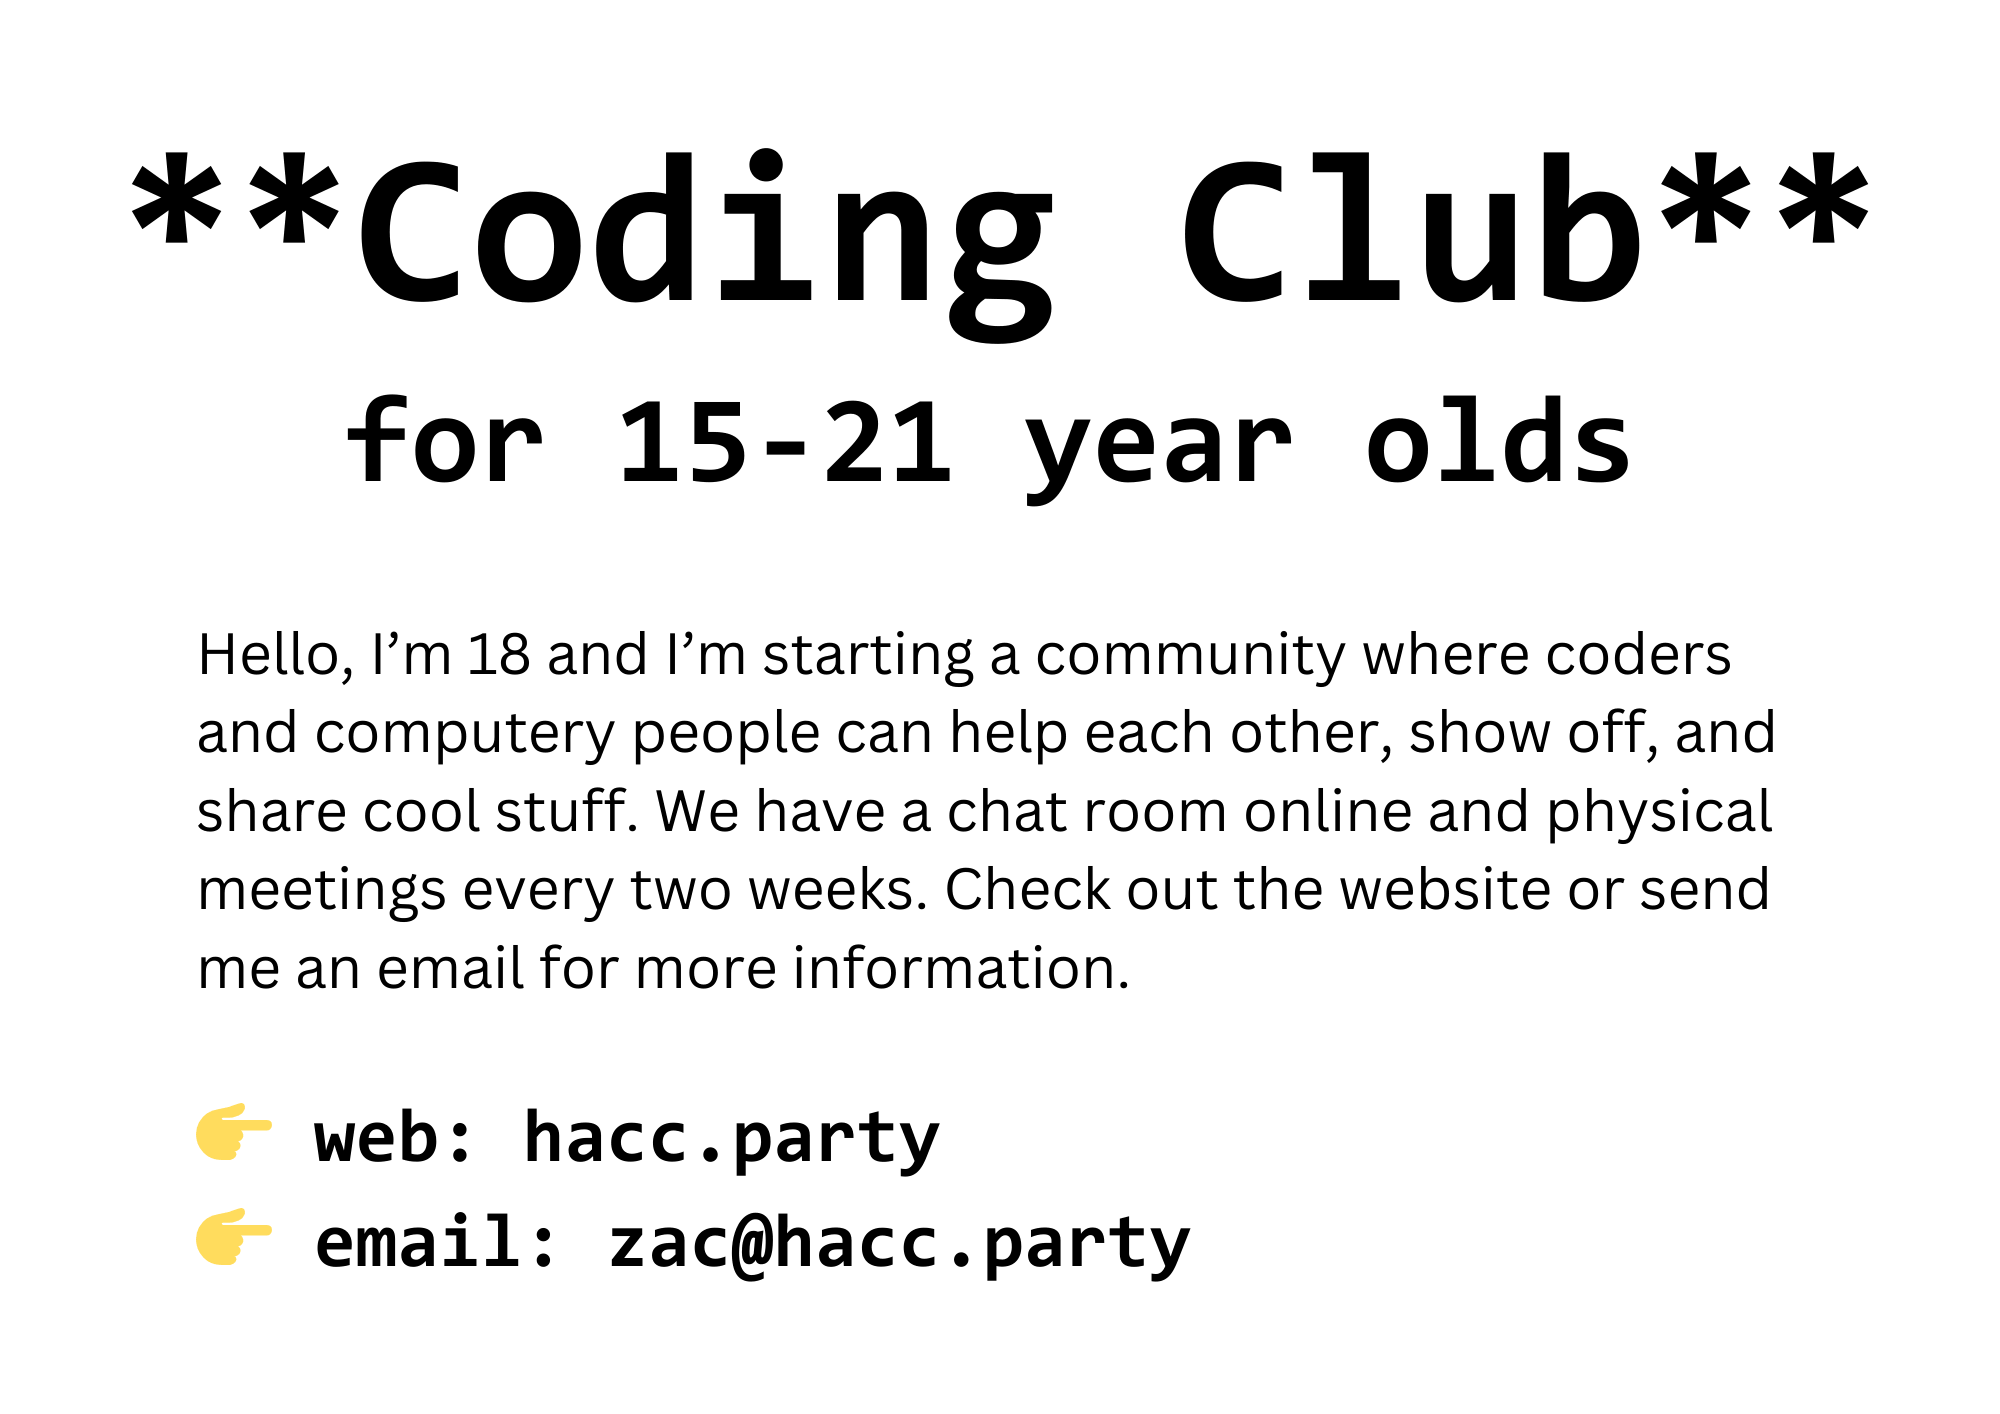 **Coding Club**
for 15-21 year olds
Hello, I’m 18 and I’m starting a community where coders
and computery people can help each other, show off, and
share cool stuff. We have a chat room online and physical
meetings every two weeks. Check out the website or send
me an email for more information.
👉 web: hacc.party
👉 email: zac@hacc.party